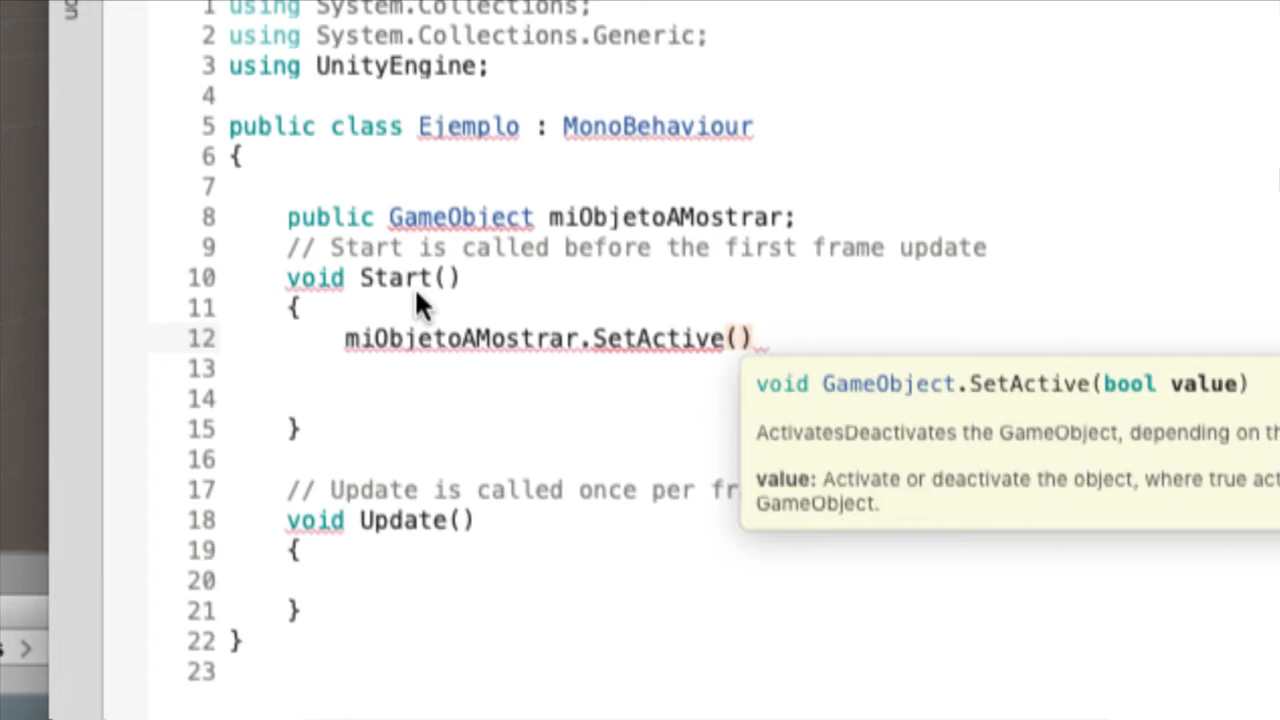 1 using System.Collections;
2 using System.Collections.Generic;
3 using UnityEngine;
4
5 public class Ejemplo : MonoBehaviour
6 {
7
8 public GameObject miObjetoAMostrar;
9 // Start is called before the first frame update
10 void Start()
11 {
12 miObjetoAMostrar.SetActive()
13
void GameObject.SetActive(bool value)
14
ActivatesDeactivates the GameObject, depending on
15 }
16
value: Activate or deactivate the object, where true
GameObject.
17 // Update is called once per
18 void Update()
19 {
20
21 }
22 }
23